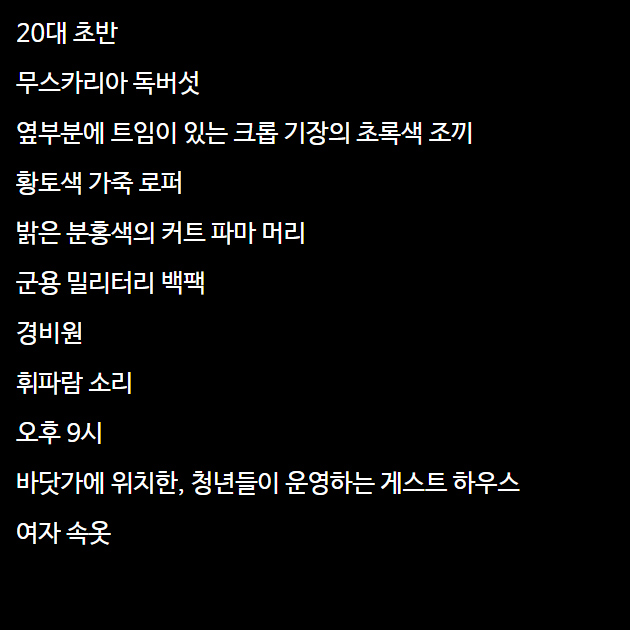 20대 초반
무스카리아 독버섯
옆부분에 트임이 있는 크롭 기장의 초록색 조끼
황토색 가죽 로퍼
밝은 분홍색의 커트 파마 머리
군용 밀리터리 백팩
경비원
휘파람 소리
오후 9시
바닷가에 위치한, 청년들이 운영하는 게스트 하우스
여자 속옷